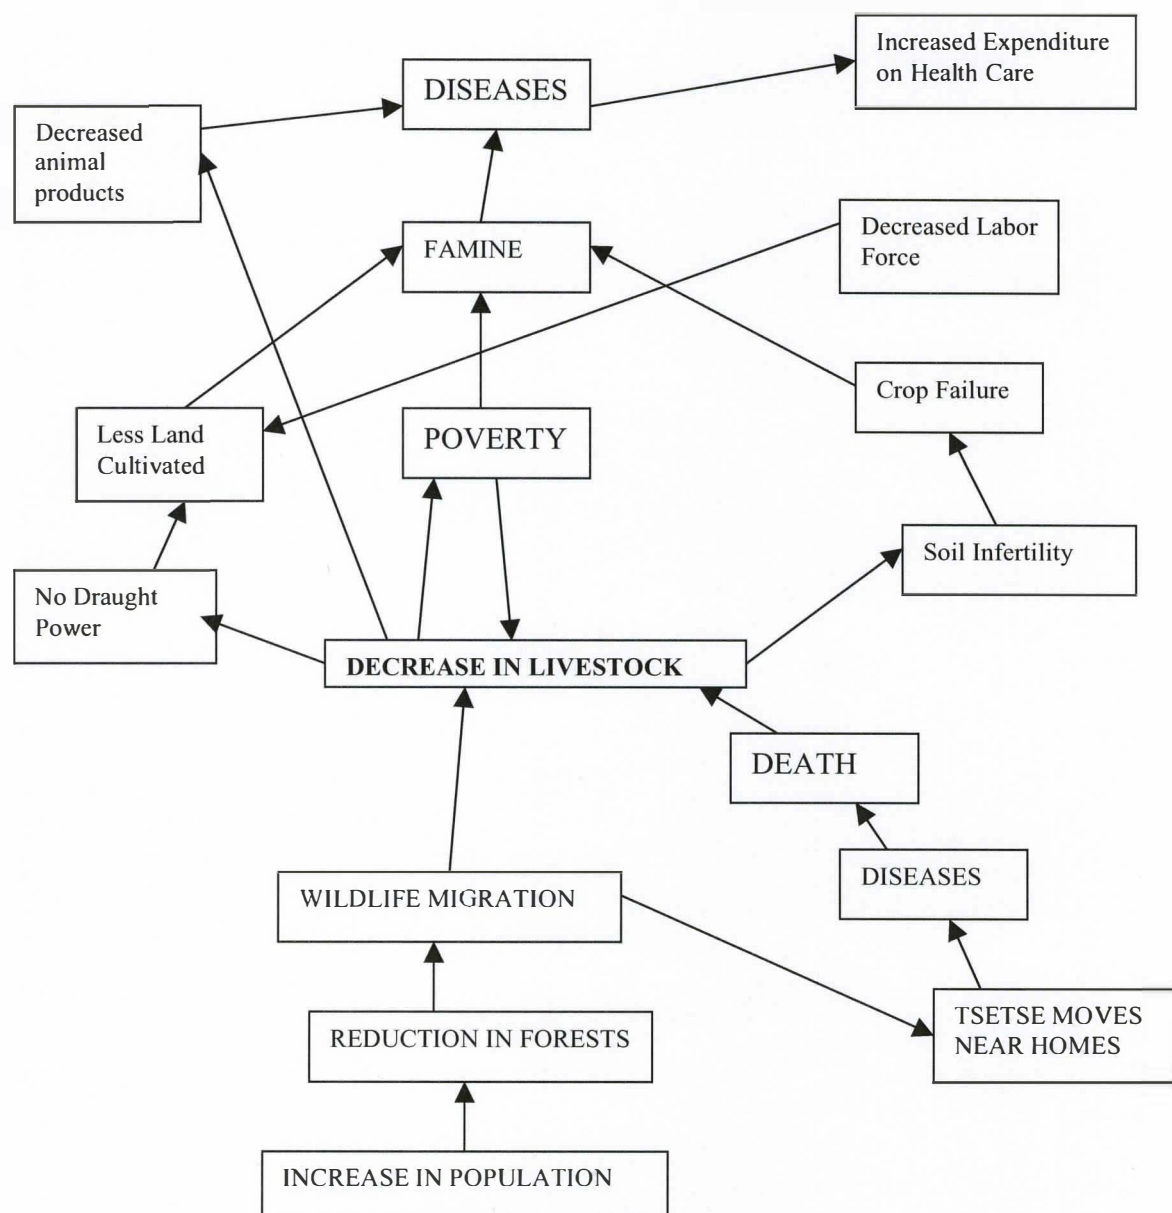 Increased Expenditure
on Health Care
DISEASES
Decreased
animal
products
Decreased Labor
Force
FAMINE
Crop Failure
Less Land
Cultivated
POVERTY
Soil Infertility
No Draught
Power
DECREASE IN LIVESTOCK
DEATH
DISEASES
WILDLIFE MIGRATION
TSETSE MOVES
NEAR HOMES
REDUCTION IN FORESTS
INCREASE IN POPULATION